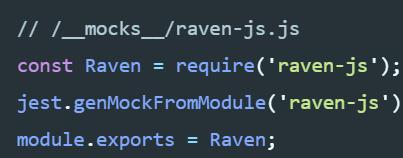 // /__mocks__/raven-js.js
const Raven = require('raven-js');
jest.genMockFromModule('raven-js')
module.exports = Raven;